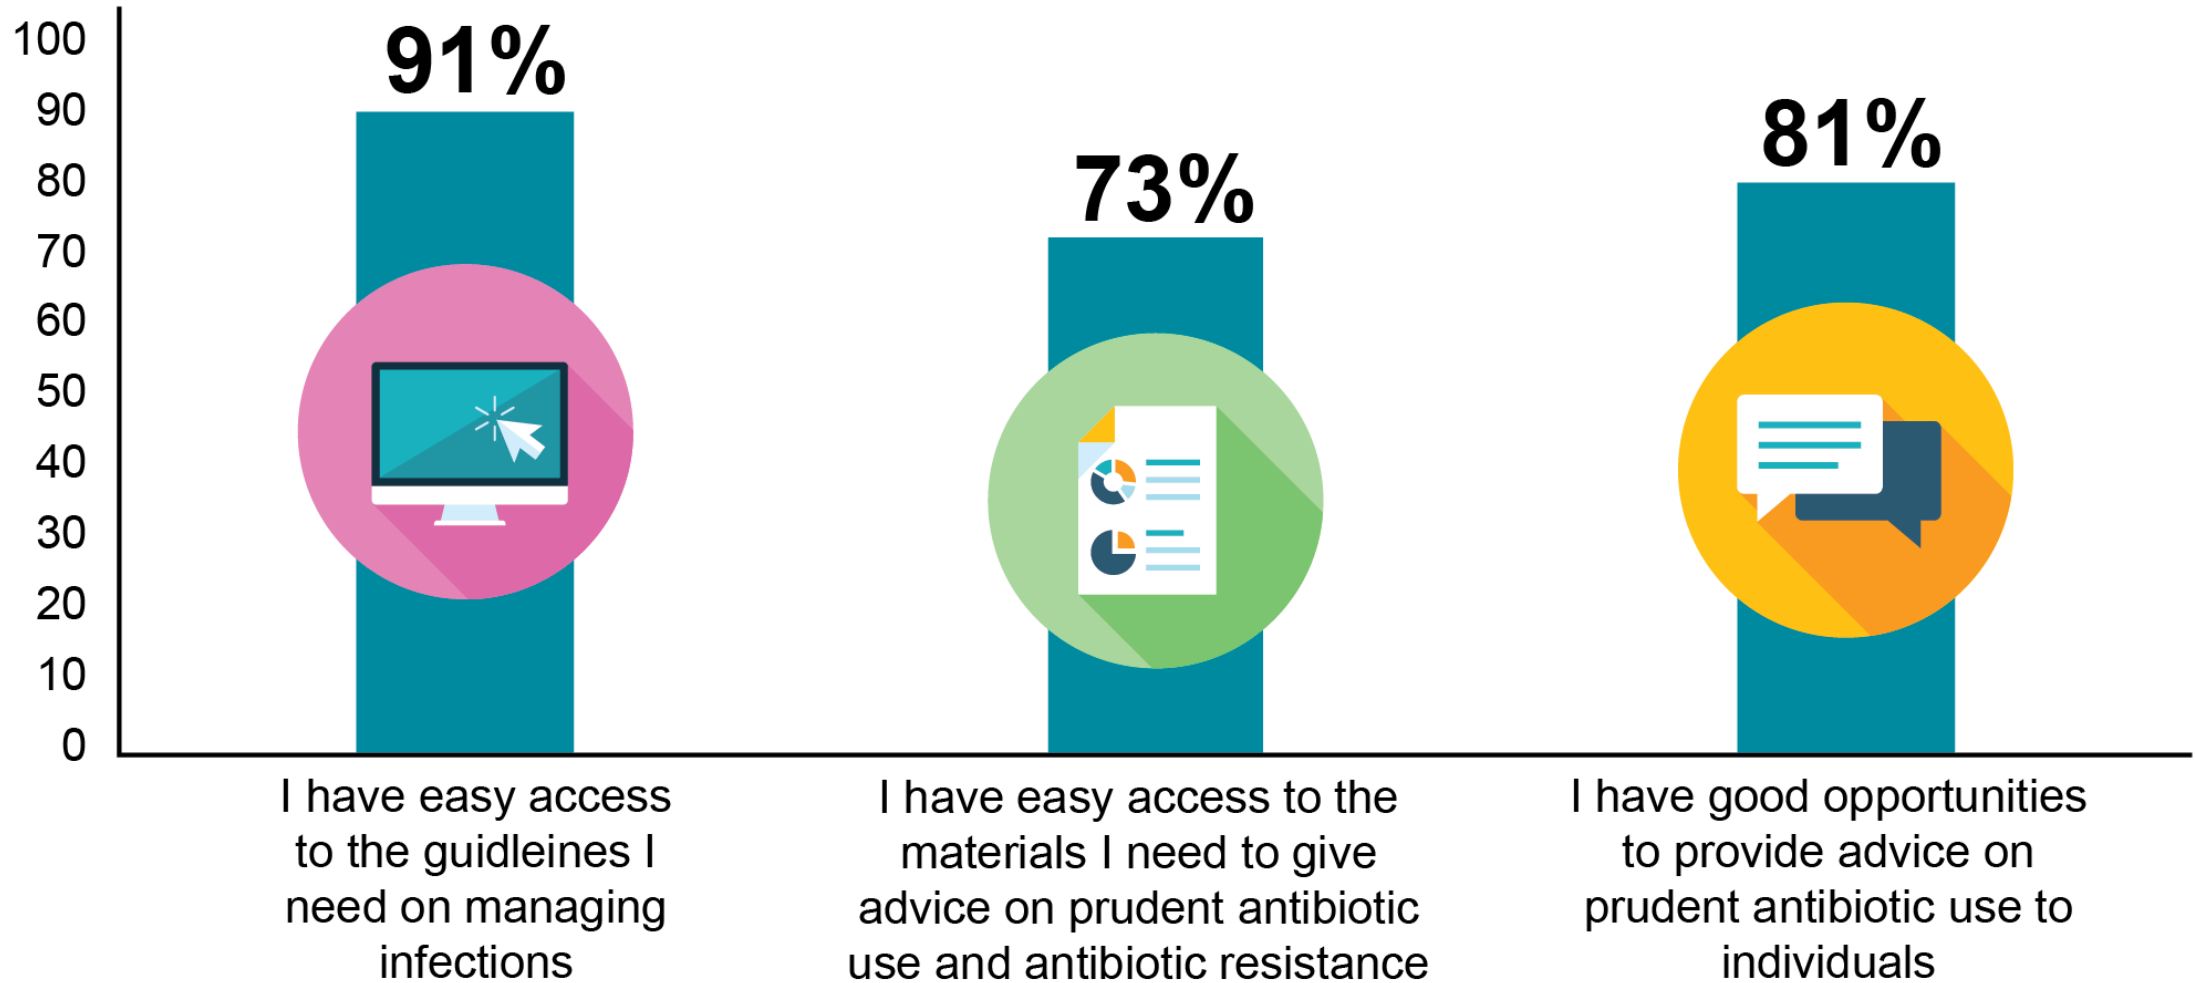 100
90
80
70
60
50
40
30
20
10
0
91%
73%
81%
I have easy access
to the guidleines I
need on managing
infections
I have easy access to the
materials I need to give
advice on prudent antibiotic
use and antibiotic resistance
I have good opportunities
to provide advice on
prudent antibiotic use to
individuals